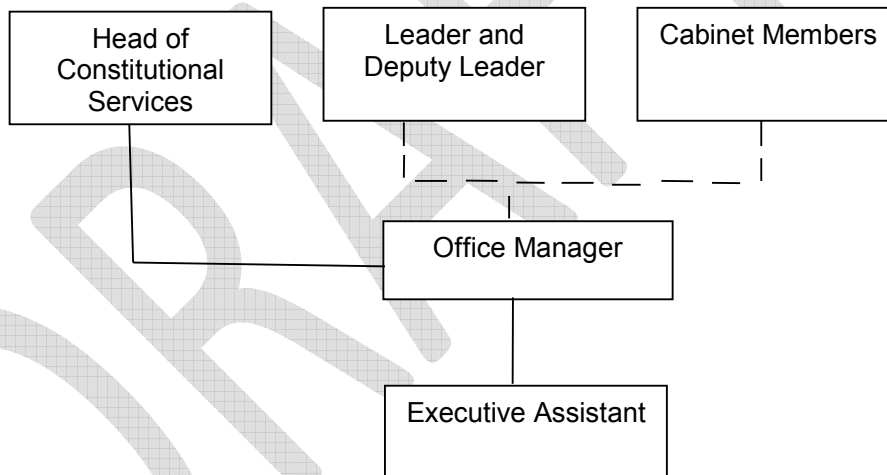 Head of
Constitutional
Services
Leader and
Deputy Leader
Cabinet Members
Office Manager
Executive Assistant